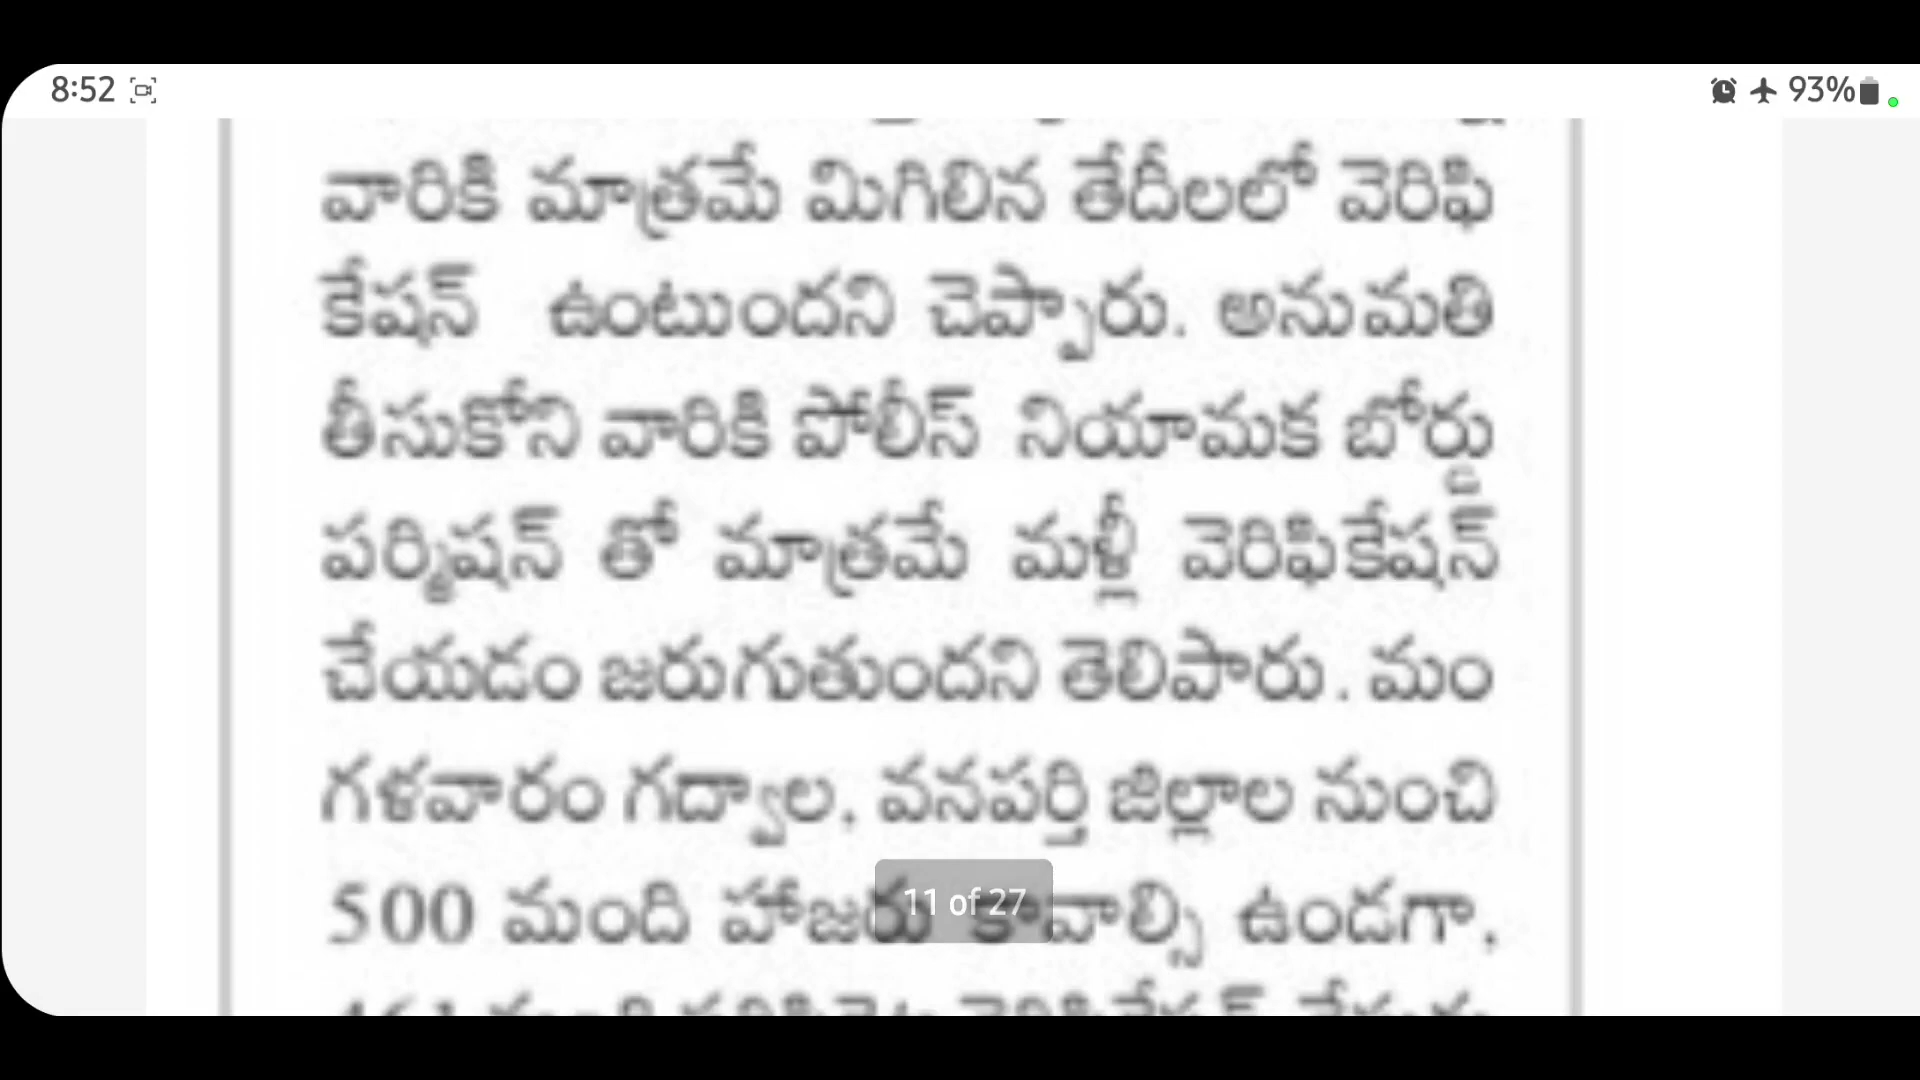 8:52
93%
వారికి మాత్రమే మిగిలిన తేదీలలో వెరిఫి
కేషన్ ఉంటుందని చెప్పారు. అనుమతి
తీసుకోని వారికి పోలీస్ నియామక బోర్డు
పర్మిషన్ తో మాత్రమే మళ్లీ వెరిఫికేషన్
చేయడం జరుగుతుందని తెలిపారు. మం
గళవారం గద్వాల, వనపర్తి జిల్లాల నుంచి
500 మంది హాజరు కావాల్సి ఉండగా,
11 of 27